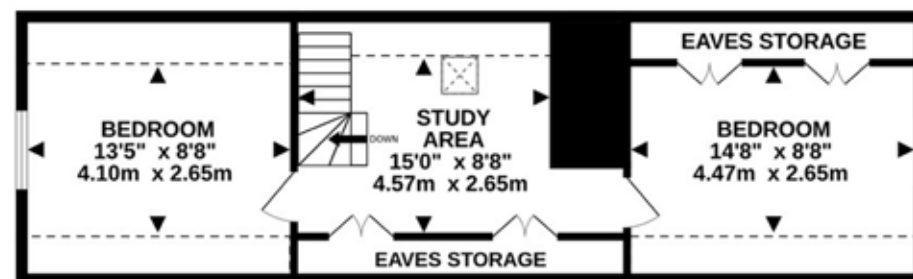 BEDROOM
13'5" x 8'8"
4.10m x 2.65m
DOWN
STUDY
AREA
15'0" x 8'8"
4.57m x 2.65m
EAVES STORAGE
EAVES STORAGE
BEDROOM
14'8" x 8'8"
4.47m x 2.65m